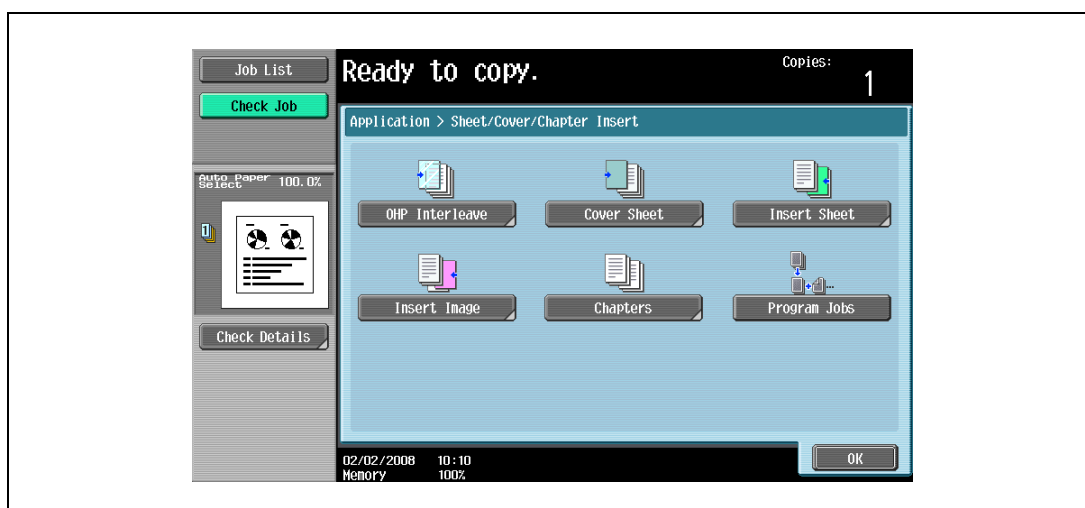 Job List
Check Job
Auto Paper
Select 100.0%
1
Check Details
Ready to copy.
Copies:
1
Application > Sheet/Cover/Chapter Insert
OHP Interleave
Cover Sheet
Insert Sheet
Insert Image
Chapters
Program Jobs
02/02/2008 10:10
Memory 100%
OK